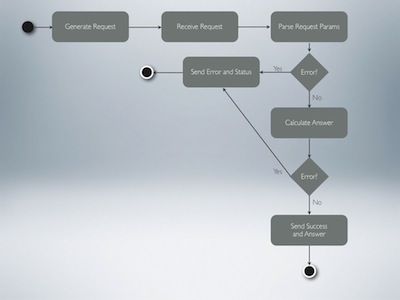 Generate Request
Receive Request
Parse Request Params
Send Error and Status
Yes
Error?
No
Calculate Answer
Yes
Error?
No
Send Success
and Answer